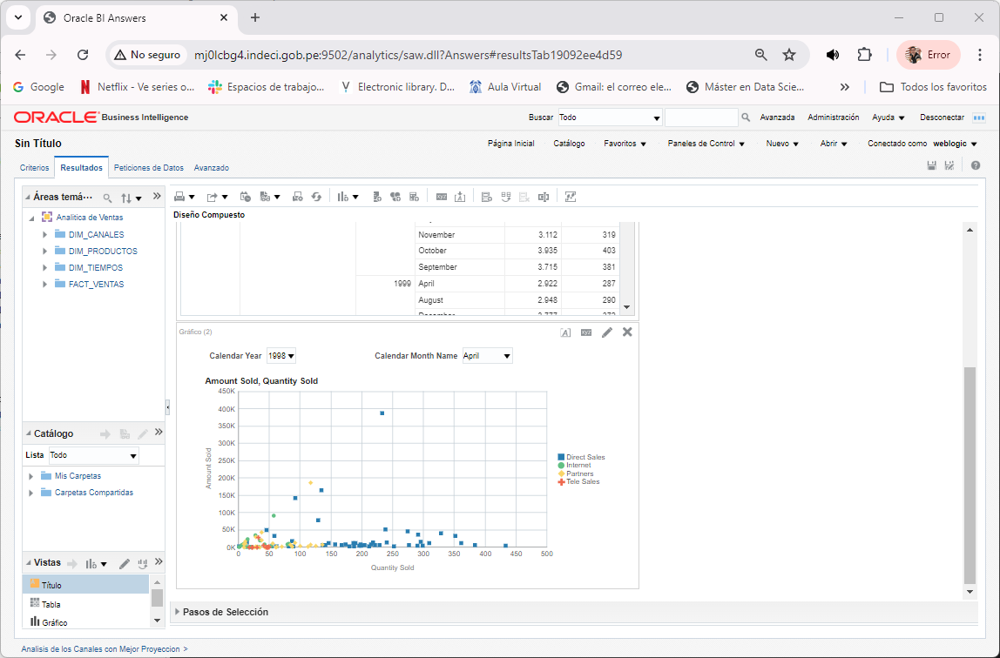 Oracle BI Answers
No seguro
mj0lcbg4.indeci.gob.pe:9502/analytics/saw.dll?Answers#resultsTab19092ee4d59
Error
Google
Netflix - Ve series o...
Espacios de trabajo...
Electronic library. D...
Aula Virtual
Gmail: el correo ele...
Máster en Data Scie...
Todos los favoritos
ORACLE Business Intelligence
Buscar Todo Avanzada Administración Ayuda Desconectar
Sin Título
Página Inicial Catálogo Favoritos Paneles de Control Nuevo Abrir Conectado como weblogic
Criterios Resultados Peticiones de Datos Avanzado
Áreas temá···
Analitica de Ventas
DIM_CANALES
DIM_PRODUCTOS
DIM_TIEMPOS
FACT_VENTAS
Catálogo
Lista Todo
Mis Carpetas
Carpetas Compartidas
Vistas
Título
Tabla
Gráfico
Diseño Compuesto
November 3.112 319
October 3.935 403
September 3.715 381
1999 April 2.922 287
August 2.948 290
Gráfico (2)
Calendar Year 1998 Calendar Month Name April
Amount Sold, Quantity Sold
450K
400K
350K
300K
250K
200K
150K
100K
50K
0K
Amount Sold
0 50 100 150 200 250 300 350 400 450 500
Quantity Sold
Direct Sales
Internet
Partners
Tele Sales
Pasos de Selección
Analisis de los Canales con Mejor Proyeccion >